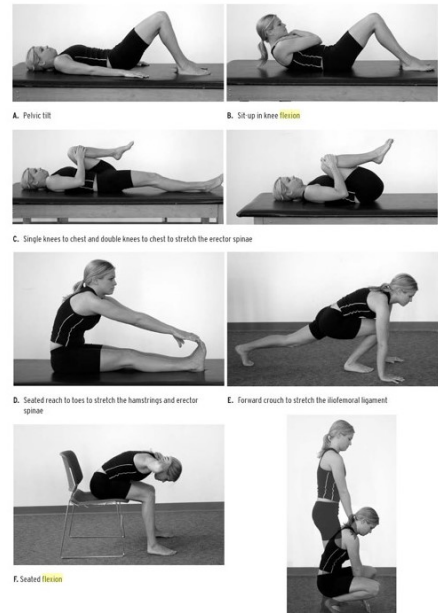 A. Pelvic tilt
B. Sit-up in knee flexion
C. Single knees to chest and double knees to chest to stretch the erector spinae
D. Seated reach to toes to stretch the hamstrings and erector
spinae
E. Forward crouch to stretch the iliofemoral ligament
F. Seated flexion